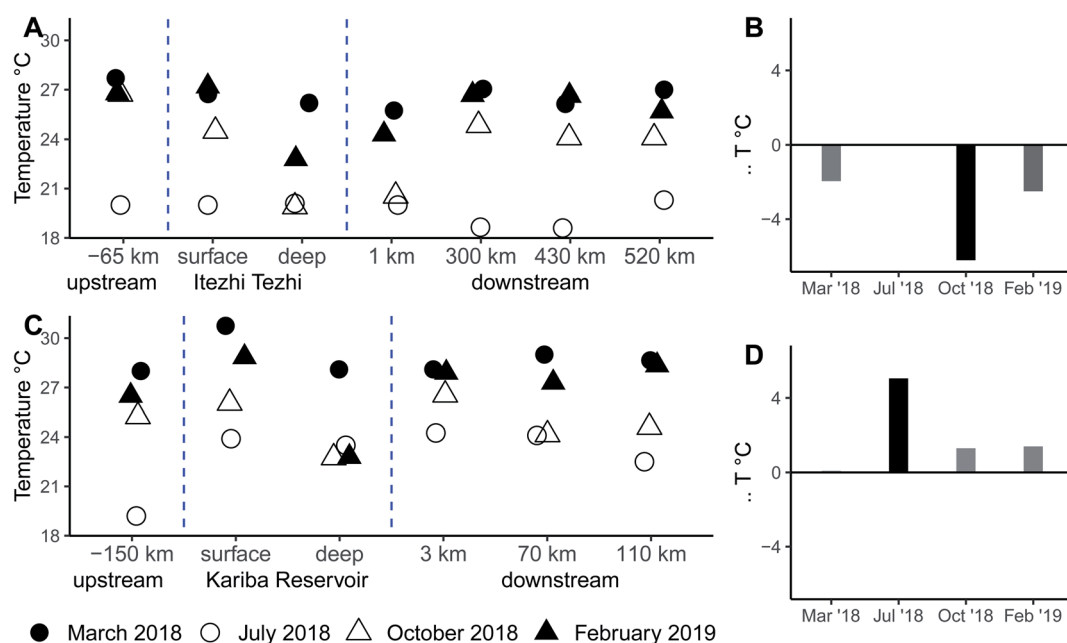 A
30
27
24
21
18
Temperature °C
−65 km surface deep 1 km 300 km 430 km 520 km
upstream Itezhi Tezhi downstream
B
4
0
−4
.. T °C
Mar '18 Jul '18 Oct '18 Feb '19
C
30
27
24
21
18
Temperature °C
−150 km surface deep 3 km 70 km 110 km
upstream Kariba Reservoir downstream
D
4
0
−4
.. T °C
Mar '18 Jul '18 Oct '18 Feb '19
March 2018 July 2018 October 2018 February 2019